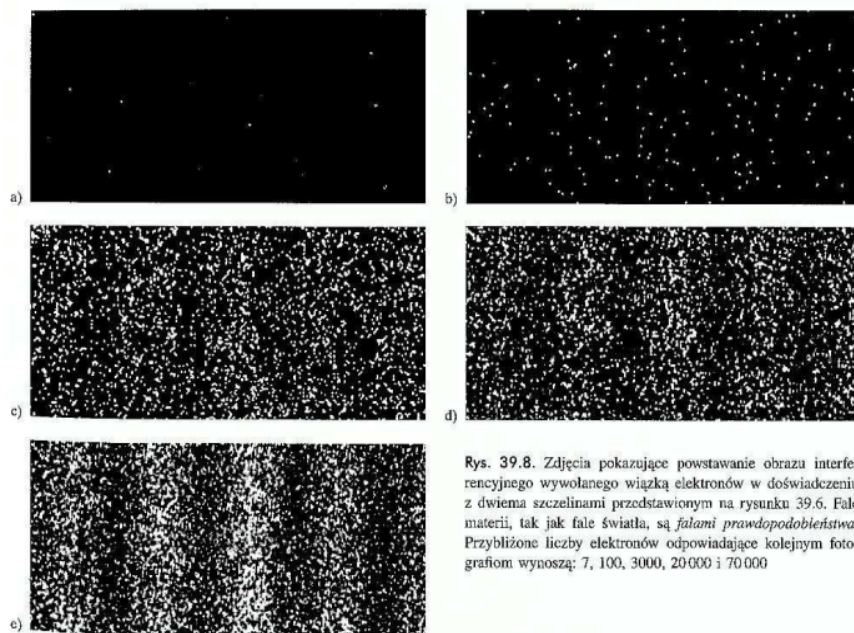 a)
b)
c)
d)
e)
Rys. 39.8. Zdjęcia pokazujące powstawanie obrazu interfe-
rencyjnego wywołanego wiązką elektronów w doświadczeniu
z dwiema szczelinami przedstawionym na rysunku 39.6. Fale
materii, tak jak fale światła, są falami prawdopodobieństwa
Przybliżone liczby elektronów odpowiadające kolejnym foto-
grafiom wynoszą: 7, 100, 3000, 20 000 i 70 000